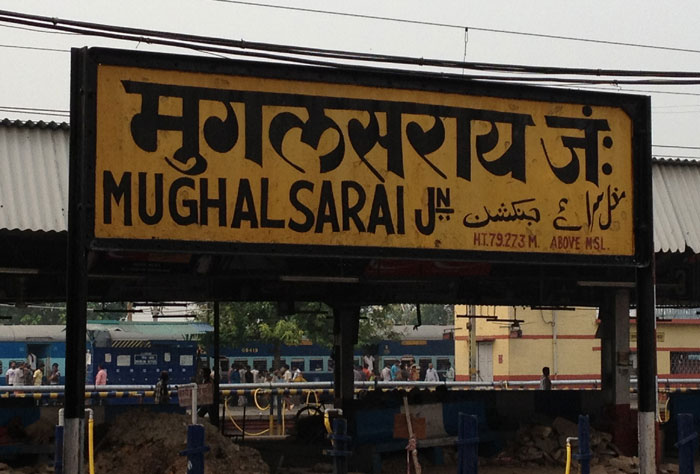 मुगलसराय जं:
MUGHALSARAI JN
مغل سرائے جنکشن
HT.79.273 M. ABOVE MSL.